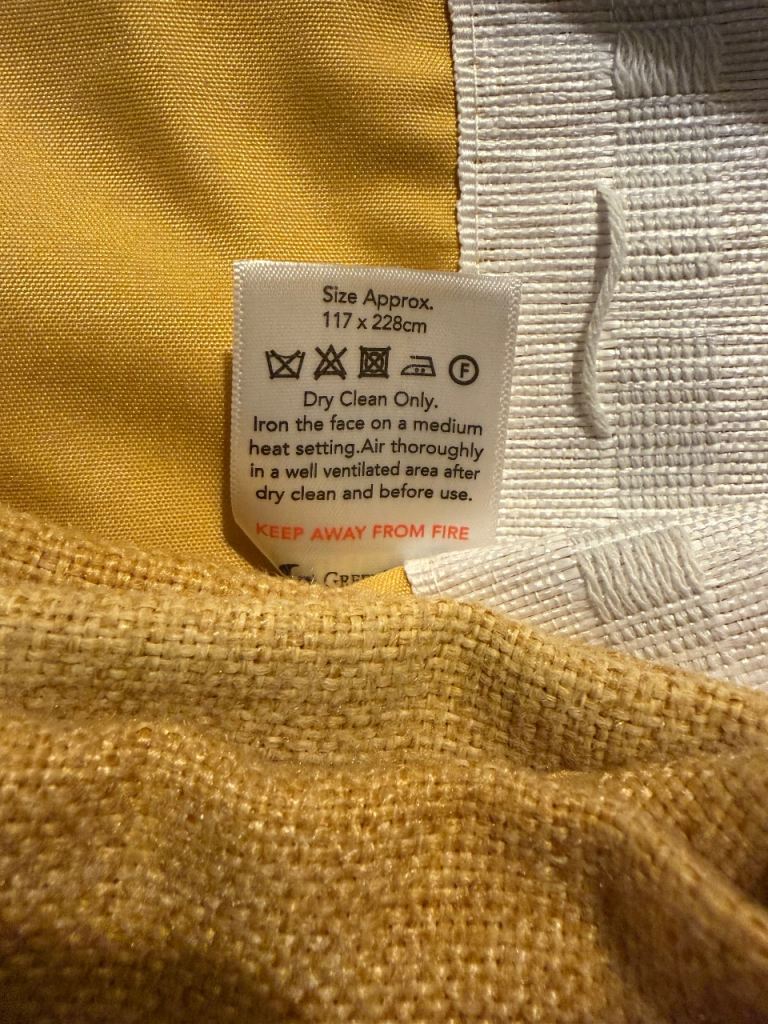 Size Approx.
117 x 228cm
F
Dry Clean Only.
Iron the face on a medium
heat setting.Air thoroughly
in a well ventilated area after
dry clean and before use.
KEEP AWAY FROM FIRE